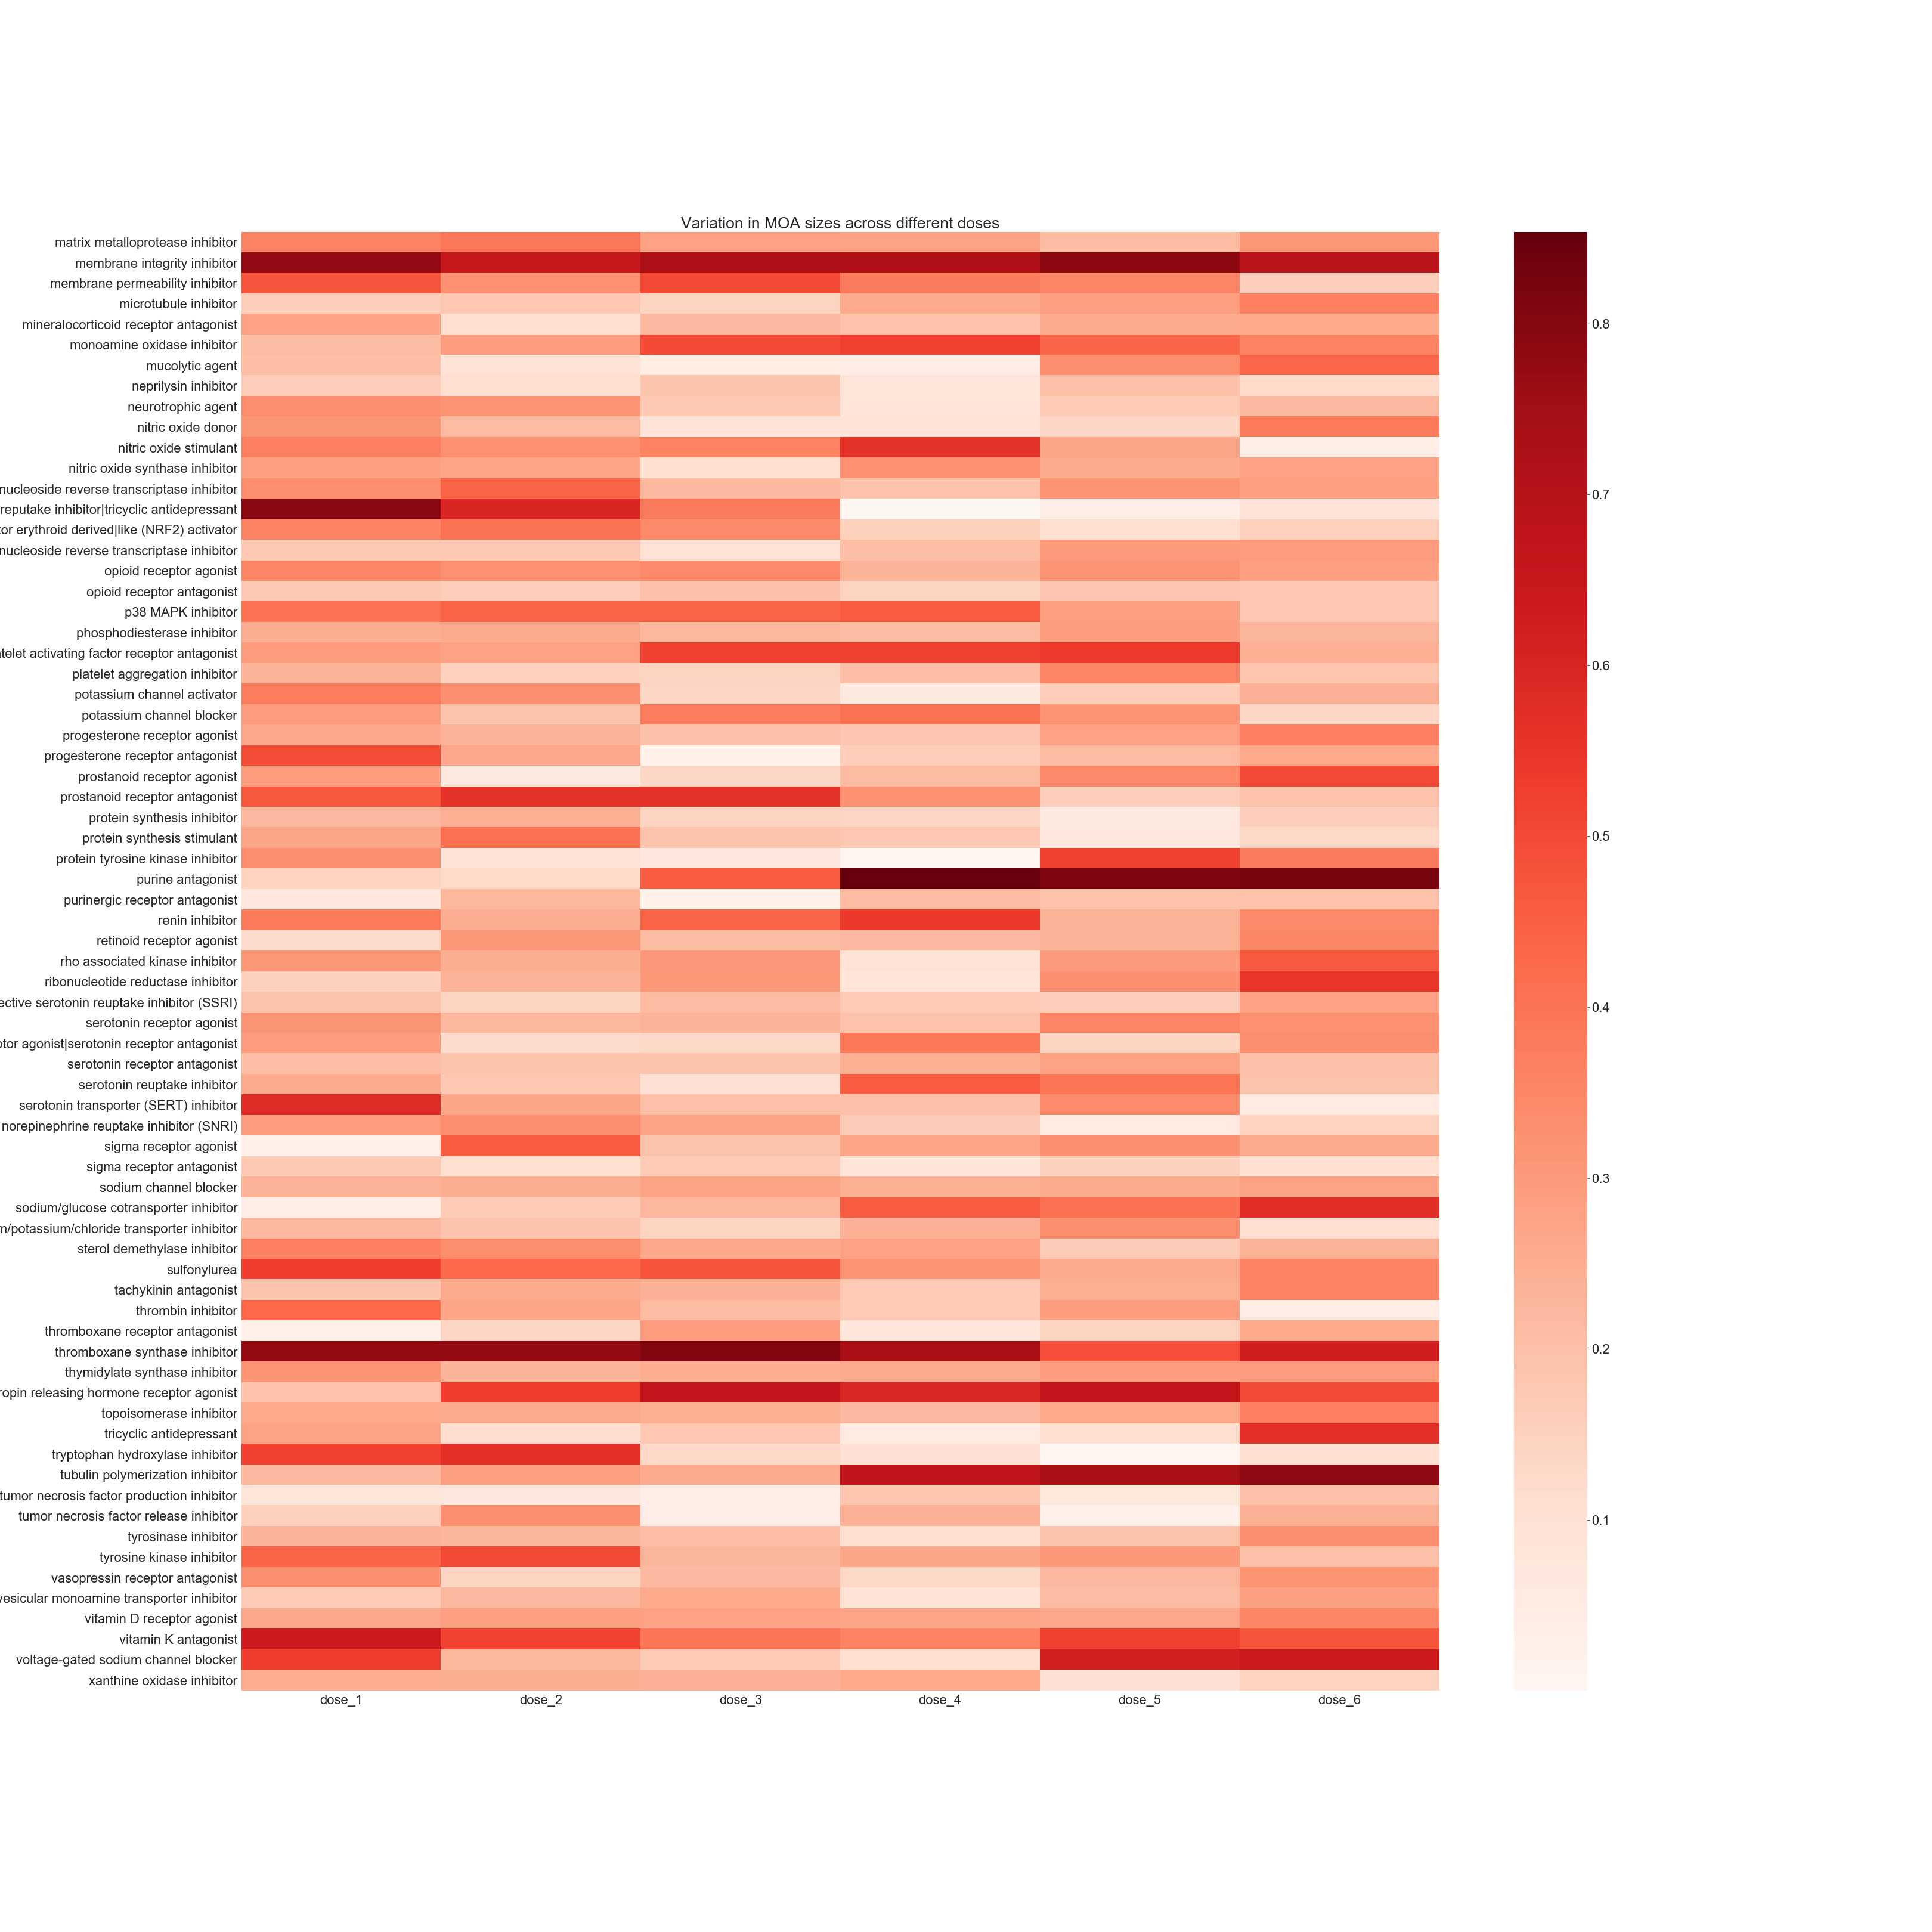 Variation in MOA sizes across different doses
matrix metalloprotease inhibitor
membrane integrity inhibitor
membrane permeability inhibitor
microtubule inhibitor
mineralocorticoid receptor antagonist
monoamine oxidase inhibitor
mucolytic agent
neprilysin inhibitor
neurotrophic agent
nitric oxide donor
nitric oxide stimulant
nitric oxide synthase inhibitor
nucleoside reverse transcriptase inhibitor
reputake inhibitor|tricyclic antidepressant
tor erythroid derived|like (NRF2) activator
nucleoside reverse transcriptase inhibitor
opioid receptor agonist
opioid receptor antagonist
p38 MAPK inhibitor
phosphodiesterase inhibitor
atelet activating factor receptor antagonist
platelet aggregation inhibitor
potassium channel activator
potassium channel blocker
progesterone receptor agonist
progesterone receptor antagonist
prostanoid receptor agonist
prostanoid receptor antagonist
protein synthesis inhibitor
protein synthesis stimulant
protein tyrosine kinase inhibitor
purine antagonist
purinergic receptor antagonist
renin inhibitor
retinoid receptor agonist
rho associated kinase inhibitor
ribonucleotide reductase inhibitor
ective serotonin reuptake inhibitor (SSRI)
serotonin receptor agonist
ptor agonist|serotonin receptor antagonist
serotonin receptor antagonist
serotonin reuptake inhibitor
serotonin transporter (SERT) inhibitor
norepinephrine reuptake inhibitor (SNRI)
sigma receptor agonist
sigma receptor antagonist
sodium channel blocker
sodium/glucose cotransporter inhibitor
m/potassium/chloride transporter inhibitor
sterol demethylase inhibitor
sulfonylurea
tachykinin antagonist
thrombin inhibitor
thromboxane receptor antagonist
thromboxane synthase inhibitor
thymidylate synthase inhibitor
ropin releasing hormone receptor agonist
topoisomerase inhibitor
tricyclic antidepressant
tryptophan hydroxylase inhibitor
tubulin polymerization inhibitor
tumor necrosis factor production inhibitor
tumor necrosis factor release inhibitor
tyrosinase inhibitor
tyrosine kinase inhibitor
vasopressin receptor antagonist
vesicular monoamine transporter inhibitor
vitamin D receptor agonist
vitamin K antagonist
voltage-gated sodium channel blocker
xanthine oxidase inhibitor
dose_1 dose_2 dose_3 dose_4 dose_5 dose_6
0.8
0.7
0.6
0.5
0.4
0.3
0.2
0.1